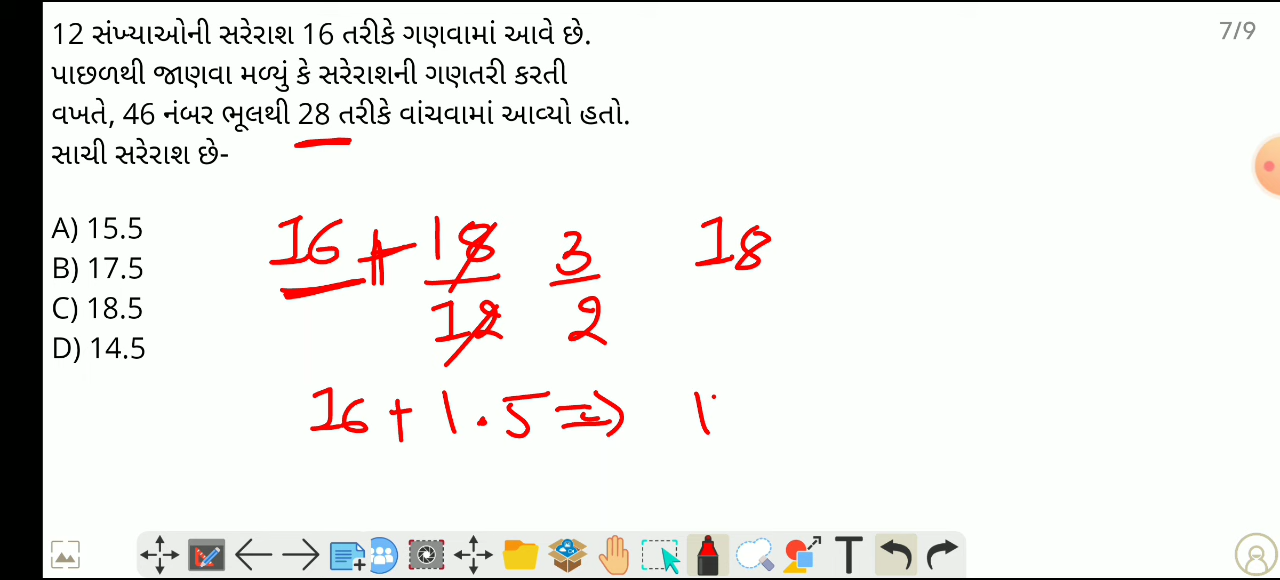 12 સંખ્યાઓની સરેરાશ 16 તરીકે ગણવામાં આવે છે.
7/9
પાછળથી જાણવા મળ્યું કે સરેરાશની ગણતરી કરતી
વખતે, 46 નંબર ભૂલથી 28 તરીકે વાંચવામાં આવ્યો હતો.
સાચી સરેરાશ છે-
A) 15.5
B) 17.5
C) 18.5
D) 14.5
16 + 18/12 3/2 18
16 + 1.5 => 1
T